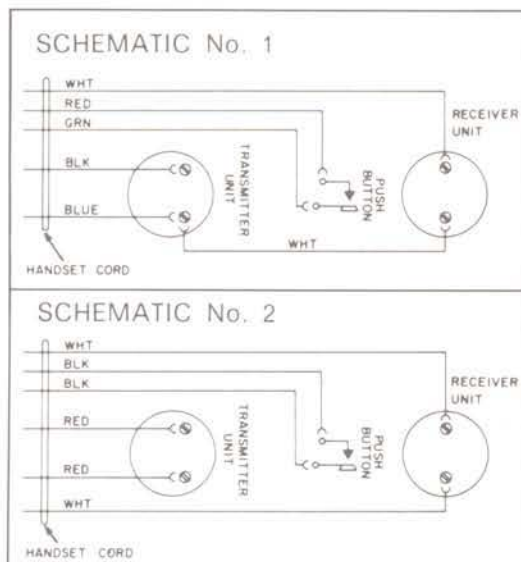 SCHEMATIC No. 1
WHT
RED
GRN
BLK
BLUE
TRANSMITTER
UNIT
PUSH
BUTTON
RECEIVER
UNIT
WHT
HANDSET CORD
SCHEMATIC No. 2
WHT
BLK
BLK
RED
RED
WHT
TRANSMITTER
UNIT
PUSH
BUTTON
RECEIVER
UNIT
HANDSET CORD